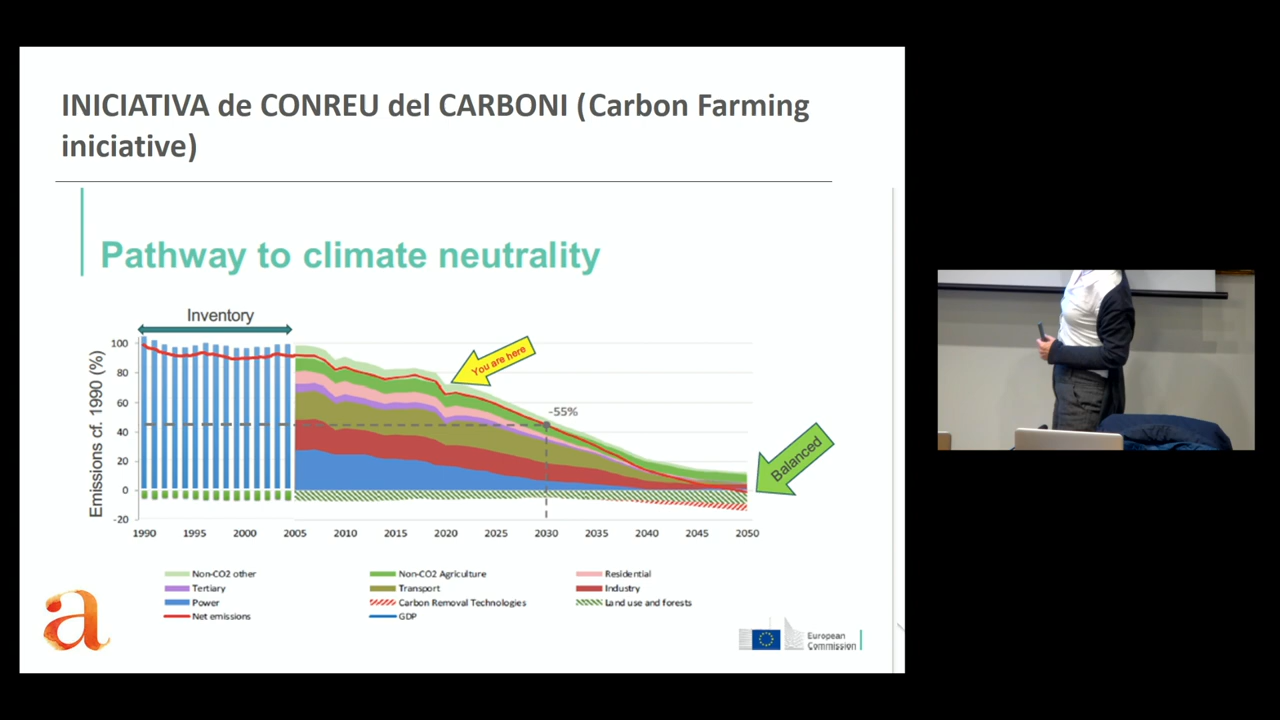 INICIATIVA de CONREU del CARBONI (Carbon Farming
iniciative)
Pathway to climate neutrality
Inventory
Emissions cf. 1990 (%)
100
80
60
40
20
0
-20
You are here
-55%
Balanced
1990 1995 2000 2005 2010 2015 2020 2025 2030 2035 2040 2045 2050
Non-CO2 other Non-CO2 Agriculture Residential
Tertiary Transport Industry
Power Carbon Removal Technologies Land use and forests
Net emissions GDP
a
European
Commission